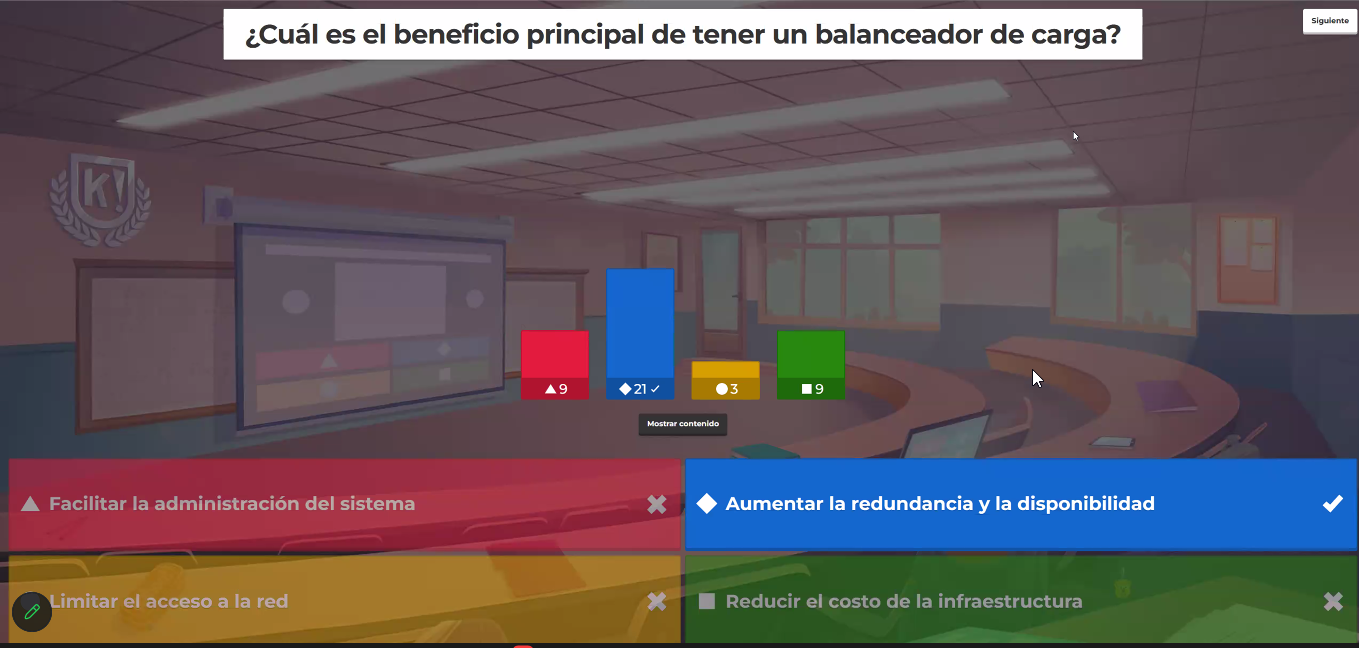 ¿Cuál es el beneficio principal de tener un balanceador de carga?
Siguiente
K!
9
21
3
9
Mostrar contenido
Facilitar la administración del sistema
Aumentar la redundancia y la disponibilidad
Limitar el acceso a la red
Reducir el costo de la infraestructura